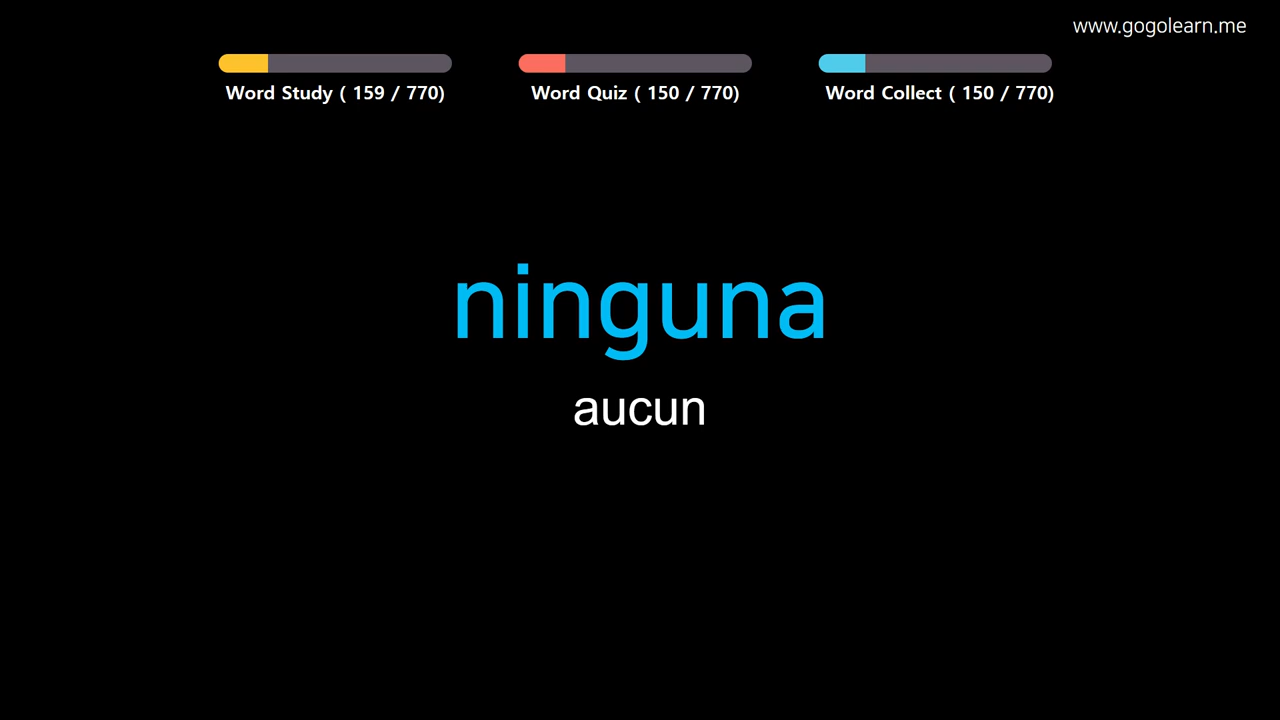 www.gogolearn.me
Word Study ( 159 / 770)
Word Quiz ( 150 / 770)
Word Collect ( 150 / 770)
ninguna
aucun